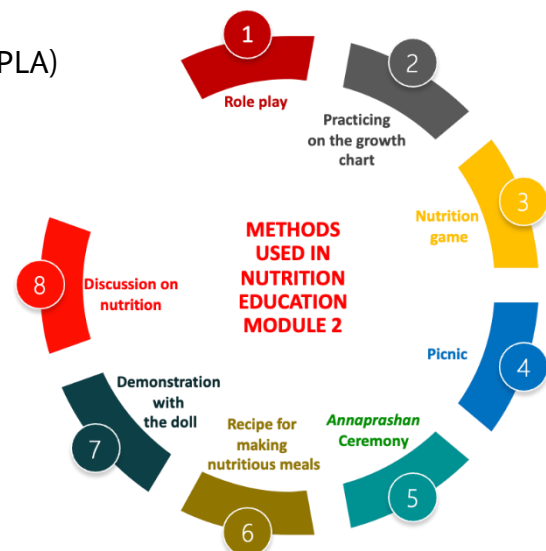 PLA)
1
Role play
2
Practicing
on the growth
chart
3
Nutrition
game
4
Picnic
5
Annaprashan
Ceremony
6
Recipe for
making
nutritious meals
7
Demonstration
with
the doll
8
Discussion on
nutrition
METHODS
USED IN
NUTRITION
EDUCATION
MODULE 2